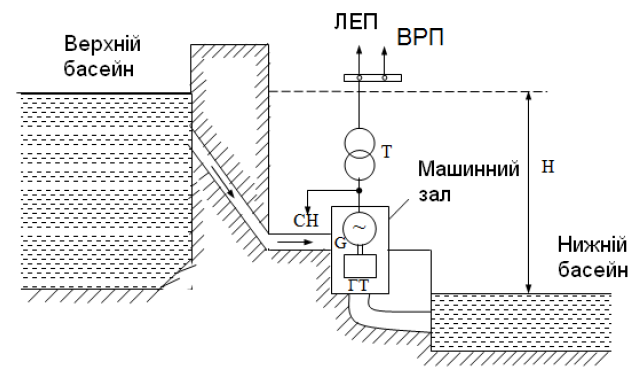 ЛЕП
ВРП
Верхній
басейн
Т
Машинний
зал
Н
СН
G
~
ГТ
Нижній
басейн